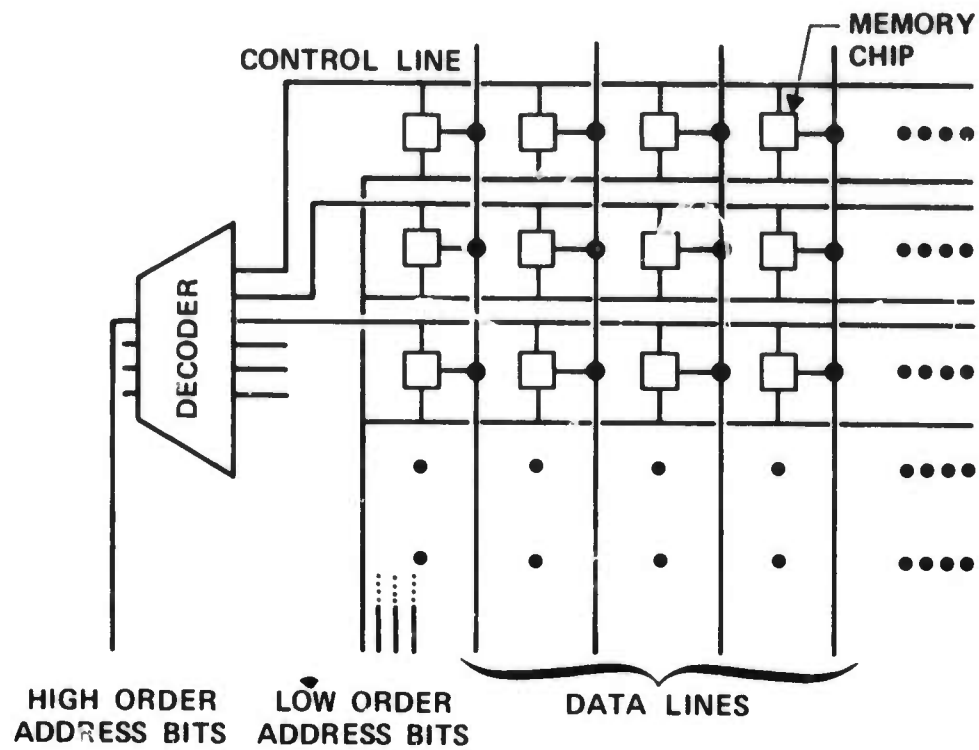 MEMORY
CHIP
CONTROL LINE
DECODER
HIGH ORDER
ADDRESS BITS
LOW ORDER
ADDRESS BITS
DATA LINES